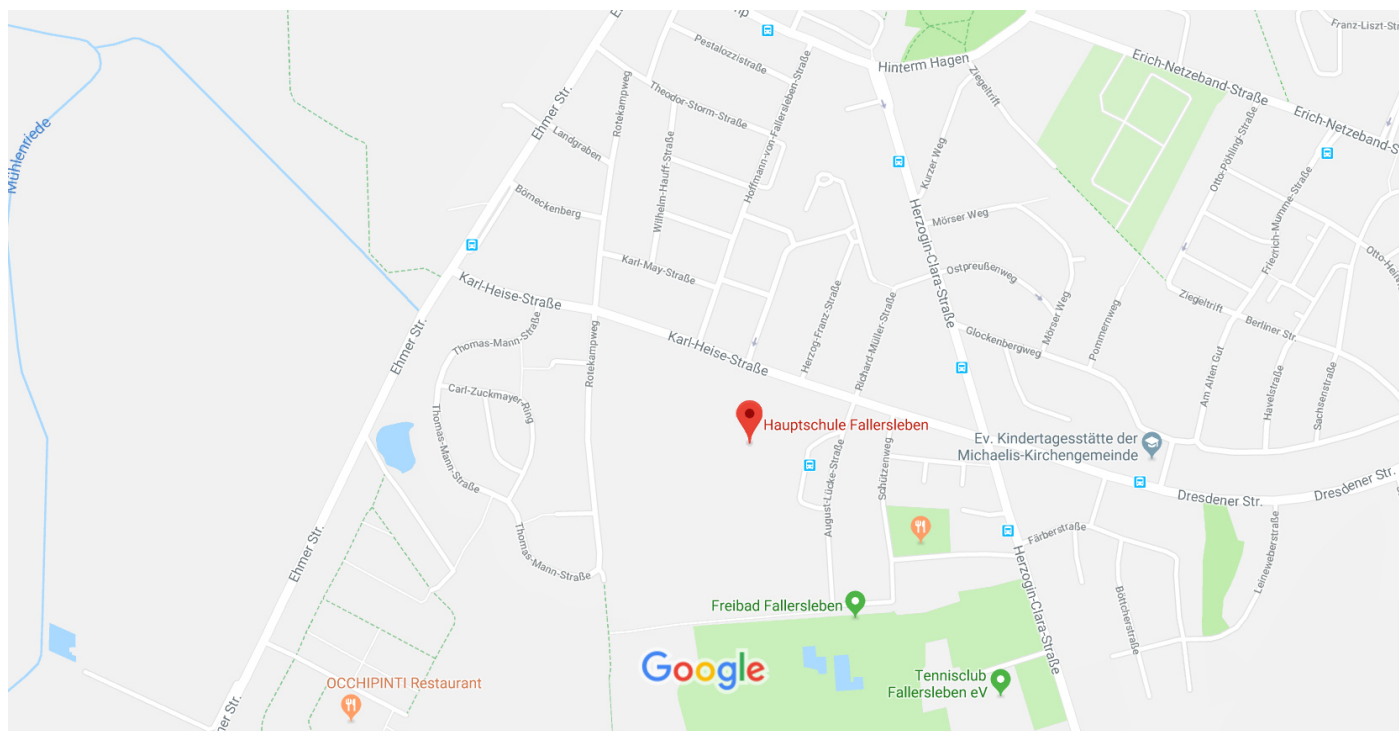 Franz-Liszt-St
Pestalozzistraße
Hinterm Hagen
Ziegeltrift
Erich-Netzeband-Straße
Erich-Netzeband-S
Ehmer Str.
Theodor-Storm-Straße
Rotekampweg
Hoffmann-von-Fallersleben-Straße
Landgraben
Mühlenriede
Kurzer Weg
Otto-Pöhling-Straße
Wilhelm-Hauff-Straße
Börneckenberg
Friedrich-Mumme-Straße
Mörser Weg
Herzogin-Clara-Straße
Karl-May-Straße
Ostpreußenweg
Karl-Heise-Straße
Ziegeltrift
Mörser Weg
Pommernweg
Berliner Str.
Herzog-Franz-Straße
Richard-Müller-Straße
Glockenbergweg
Ehmer Str.
Thomas-Mann-Straße
Rotekampweg
Karl-Heise-Straße
Am Alten Gut
Havelstraße
Sachsenstraße
Carl-Zuckmayer-Ring
Thomas-Mann-Straße
Hauptschule Fallersleben
Ev. Kindertagesstätte der
Michaelis-Kirchengemeinde
August-Lücke-Straße
Schützenweg
Dresdener Str.
Dresdener Str.
Ehmer Str.
Thomas-Mann-Straße
Färberstraße
Leineweberstraße
Herzogin-Clara-Straße
Böttcherstraße
Freibad Fallersleben
Google
Tennisclub
Fallersleben eV
OCCHIPINTI Restaurant
er Str.